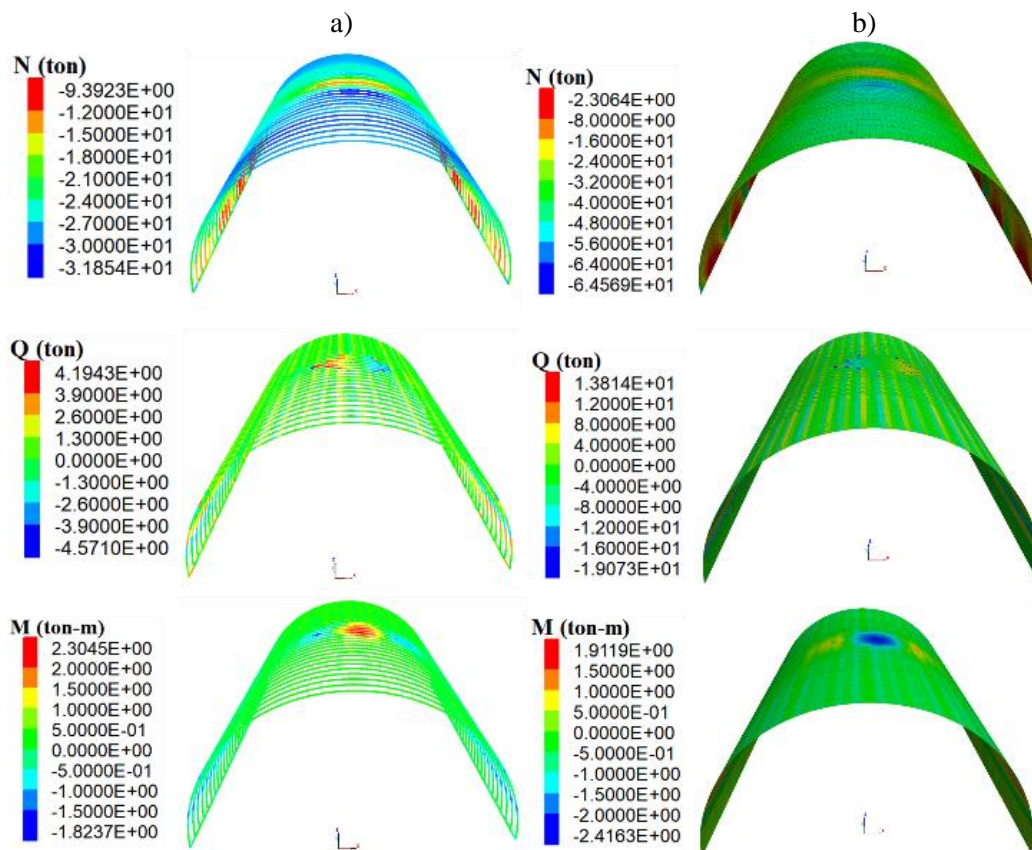 a)
b)
N (ton)
-9.3923E+00
-1.2000E+01
-1.5000E+01
-1.8000E+01
-2.1000E+01
-2.4000E+01
-2.7000E+01
-3.0000E+01
-3.1854E+01
N (ton)
-2.3064E+00
-8.0000E+00
-1.6000E+01
-2.4000E+01
-3.2000E+01
-4.0000E+01
-4.8000E+01
-5.6000E+01
-6.4000E+01
-6.4569E+01
Q (ton)
4.1943E+00
3.9000E+00
2.6000E+00
1.3000E+00
0.0000E+00
-1.3000E+00
-2.6000E+00
-3.9000E+00
-4.5710E+00
Q (ton)
1.3814E+01
1.2000E+01
8.0000E+00
4.0000E+00
0.0000E+00
-4.0000E+00
-8.0000E+00
-1.2000E+01
-1.6000E+01
-1.9073E+01
M (ton-m)
2.3045E+00
2.0000E+00
1.5000E+00
1.0000E+00
5.0000E-01
0.0000E+00
-5.0000E-01
-1.0000E+00
-1.5000E+00
-1.8237E+00
M (ton-m)
1.9119E+00
1.5000E+00
1.0000E+00
5.0000E-01
0.0000E+00
-5.0000E-01
-1.0000E+00
-1.5000E+00
-2.0000E+00
-2.4163E+00